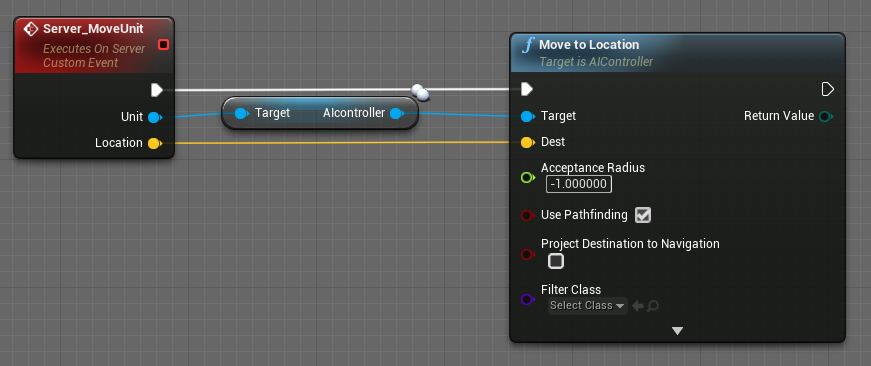 Server_MoveUnit
Executes On Server
Custom Event
Unit
Location
Target AIcontroller
Move to Location
Target is AIController
Target Return Value
Dest
Acceptance Radius
-1.000000
Use Pathfinding
Project Destination to Navigation
Filter Class
Select Class